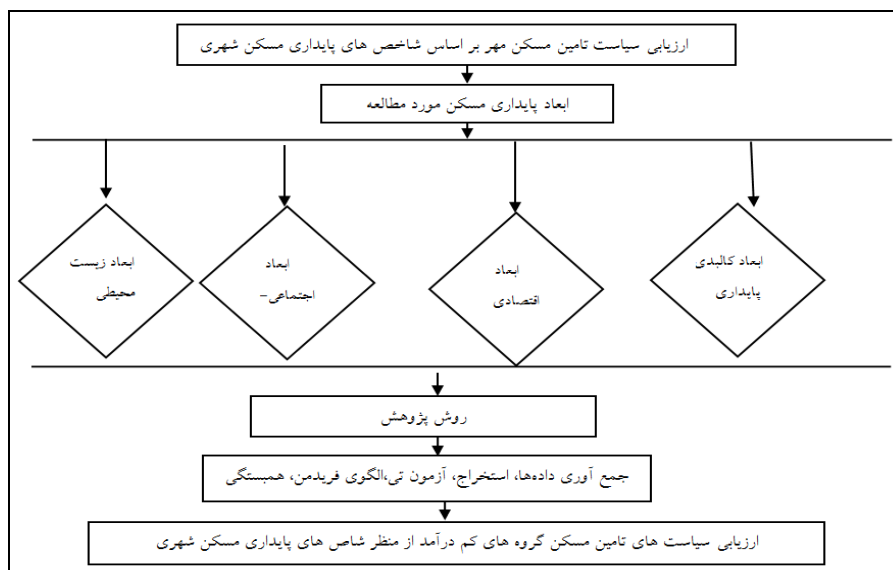 ارزیابی سیاست تامین مسکن مهر بر اساس شاخص های پایداری مسکن شهری
ابعاد پایداری مسکن مورد مطالعه
ابعاد کالبدی
پایداری
ابعاد
اقتصادی
ابعاد
اجتماعی-
ابعاد زیست
محیطی
روش پژوهش
جمع آوری داده‌ها، استخراج، آزمون تی،الگوی فریدمن، همبستگی
ارزیابی سیاست های تامین مسکن گروه های کم درآمد از منظر شاص های پایداری مسکن شهری